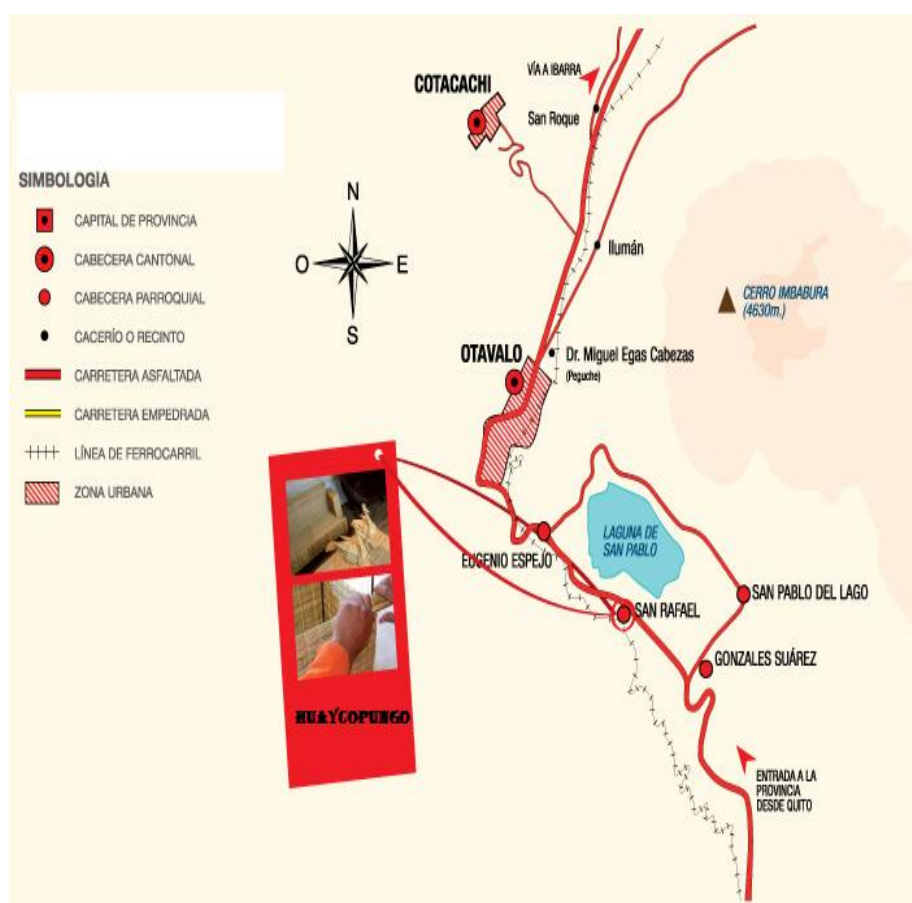 SIMBOLOGIA
CAPITAL DE PROVINCIA
CABECERA CANTONAL
CABECERA PARROQUIAL
CACERÍO O RECINTO
CARRETERA ASFALTADA
CARRETERA EMPEDRADA
LÍNEA DE FERROCARRIL
ZONA URBANA
N
O
E
S
VÍA A IBARRA
COTACACHI
San Roque
Ilumán
CERRO IMBABURA
(4630m.)
OTAVALO
Dr. Miguel Egas Cabezas
(Peguche)
LAGUNA DE
SAN PABLO
EUGENIO ESPEJO
SAN PABLO DEL LAGO
SAN RAFAEL
GONZALES SUÁREZ
HUAYCOPUNGO
ENTRADA A LA
PROVINCIA
DESDE QUITO